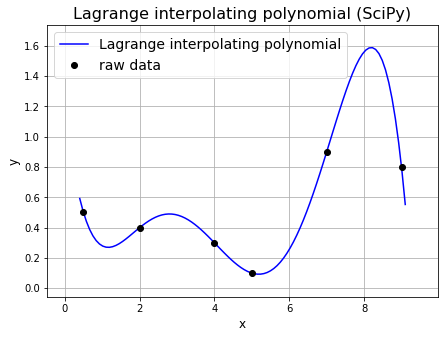 Lagrange interpolating polynomial (SciPy)
Lagrange interpolating polynomial
raw data
1.6
1.4
1.2
1.0
0.8
0.6
0.4
0.2
0.0
y
0
2
4
6
8
x